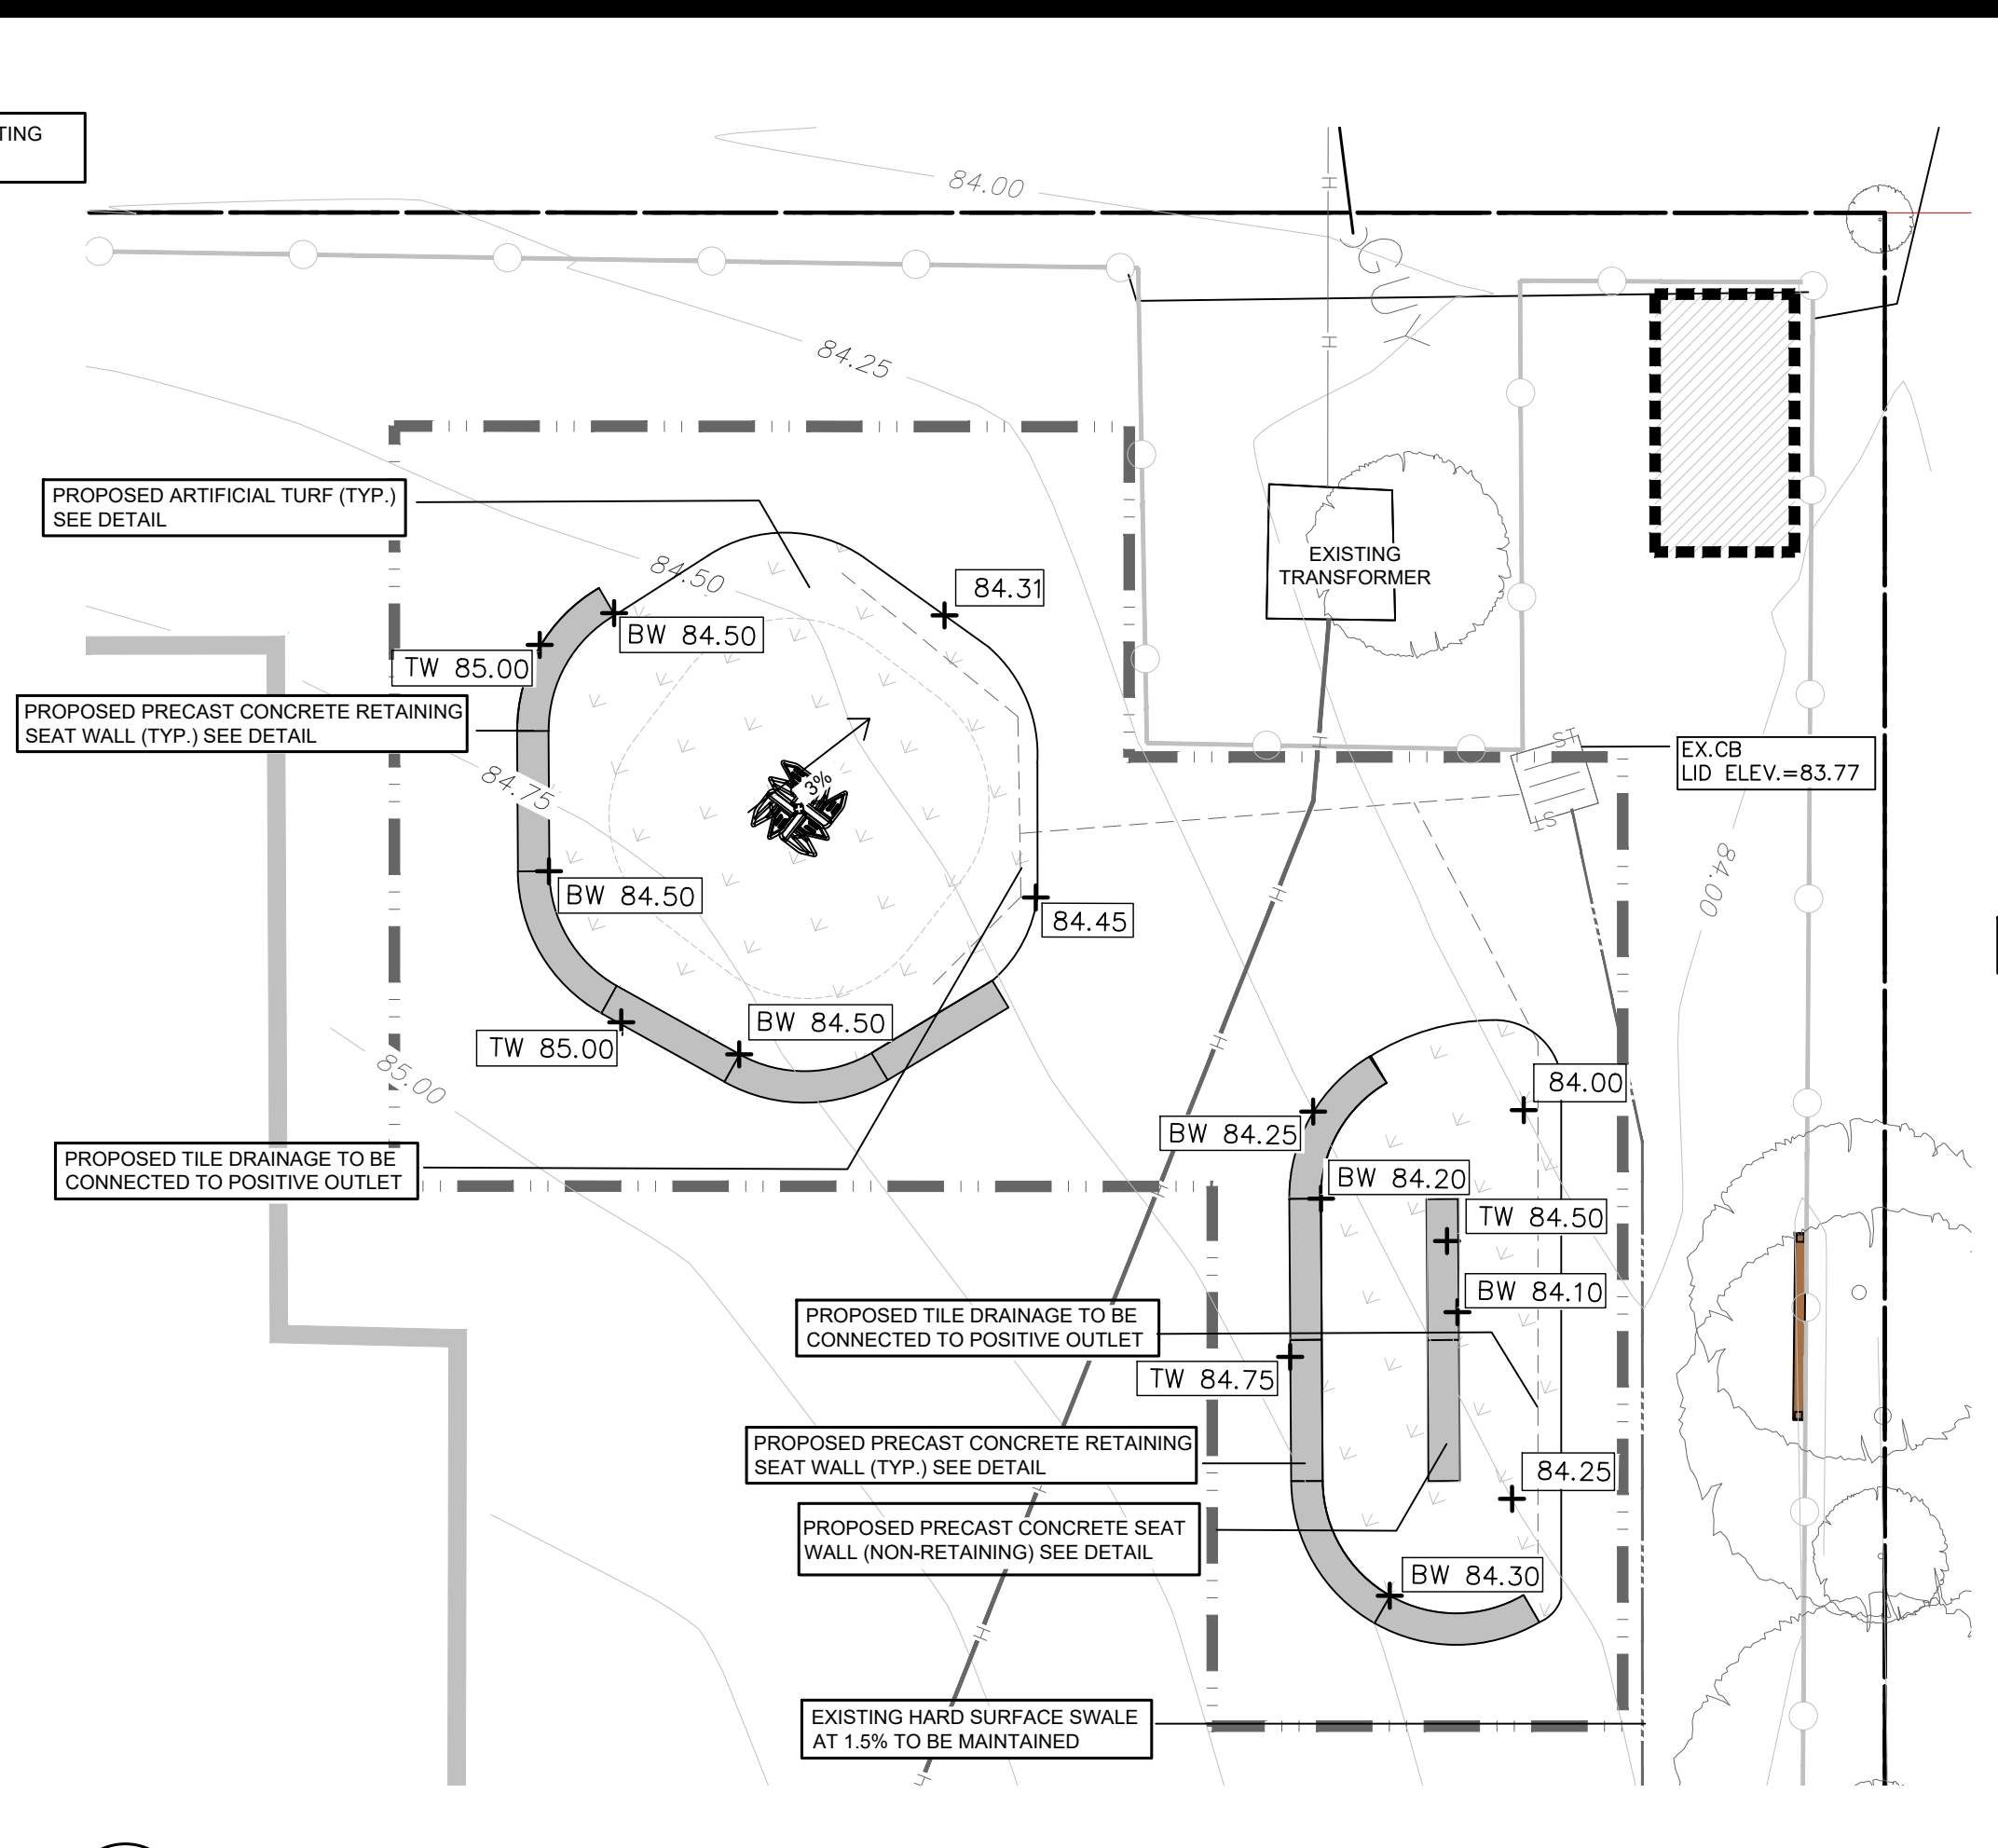 TING
84.00
GUY
H
H
84.25
PROPOSED ARTIFICIAL TURF (TYP.)
SEE DETAIL
84.50
84.31
EXISTING
TRANSFORMER
BW 84.50
TW 85.00
PROPOSED PRECAST CONCRETE RETAINING
SEAT WALL (TYP.) SEE DETAIL
84.75
3%
H
ST
ST
EX.CB
LID ELEV.=83.77
BW 84.50
84.45
84.00
H
BW 84.50
TW 85.00
H
85.00
84.00
BW 84.25
PROPOSED TILE DRAINAGE TO BE
CONNECTED TO POSITIVE OUTLET
BW 84.20
H
TW 84.50
BW 84.10
PROPOSED TILE DRAINAGE TO BE
CONNECTED TO POSITIVE OUTLET
TW 84.75
PROPOSED PRECAST CONCRETE RETAINING
SEAT WALL (TYP.) SEE DETAIL
84.25
H
PROPOSED PRECAST CONCRETE SEAT
WALL (NON-RETAINING) SEE DETAIL
BW 84.30
H
EXISTING HARD SURFACE SWALE
AT 1.5% TO BE MAINTAINED
H